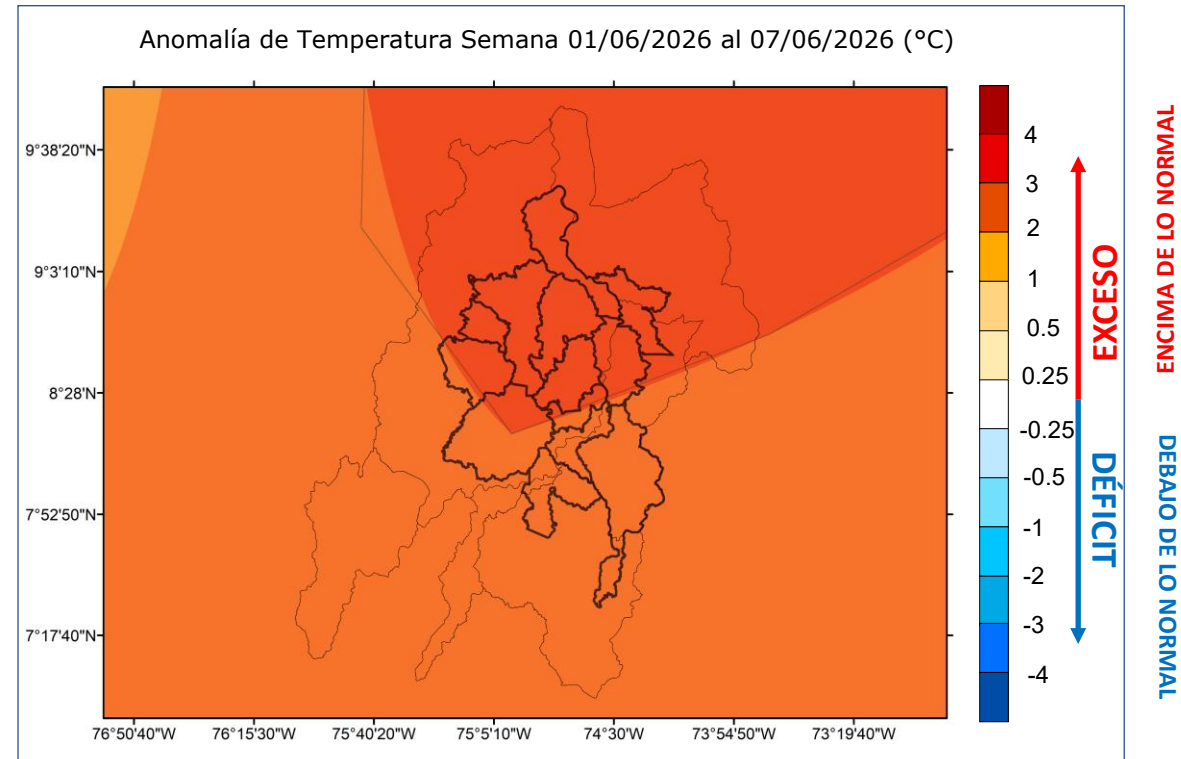 Anomalía de Temperatura Semana 01/06/2026 al 07/06/2026 (°C)
9°38'20"N
9°3'10"N
8°28'N
7°52'50"N
7°17'40"N
76°50'40"W
76°15'30"W
75°40'20"W
75°5'10"W
74°30'W
73°54'50"W
73°19'40"W
4
3
2
1
0.5
0.25
-0.25
-0.5
-1
-2
-3
-4
EXCESO
DÉFICIT
ENCIMA DE LO NORMAL
DEBAJO DE LO NORMAL